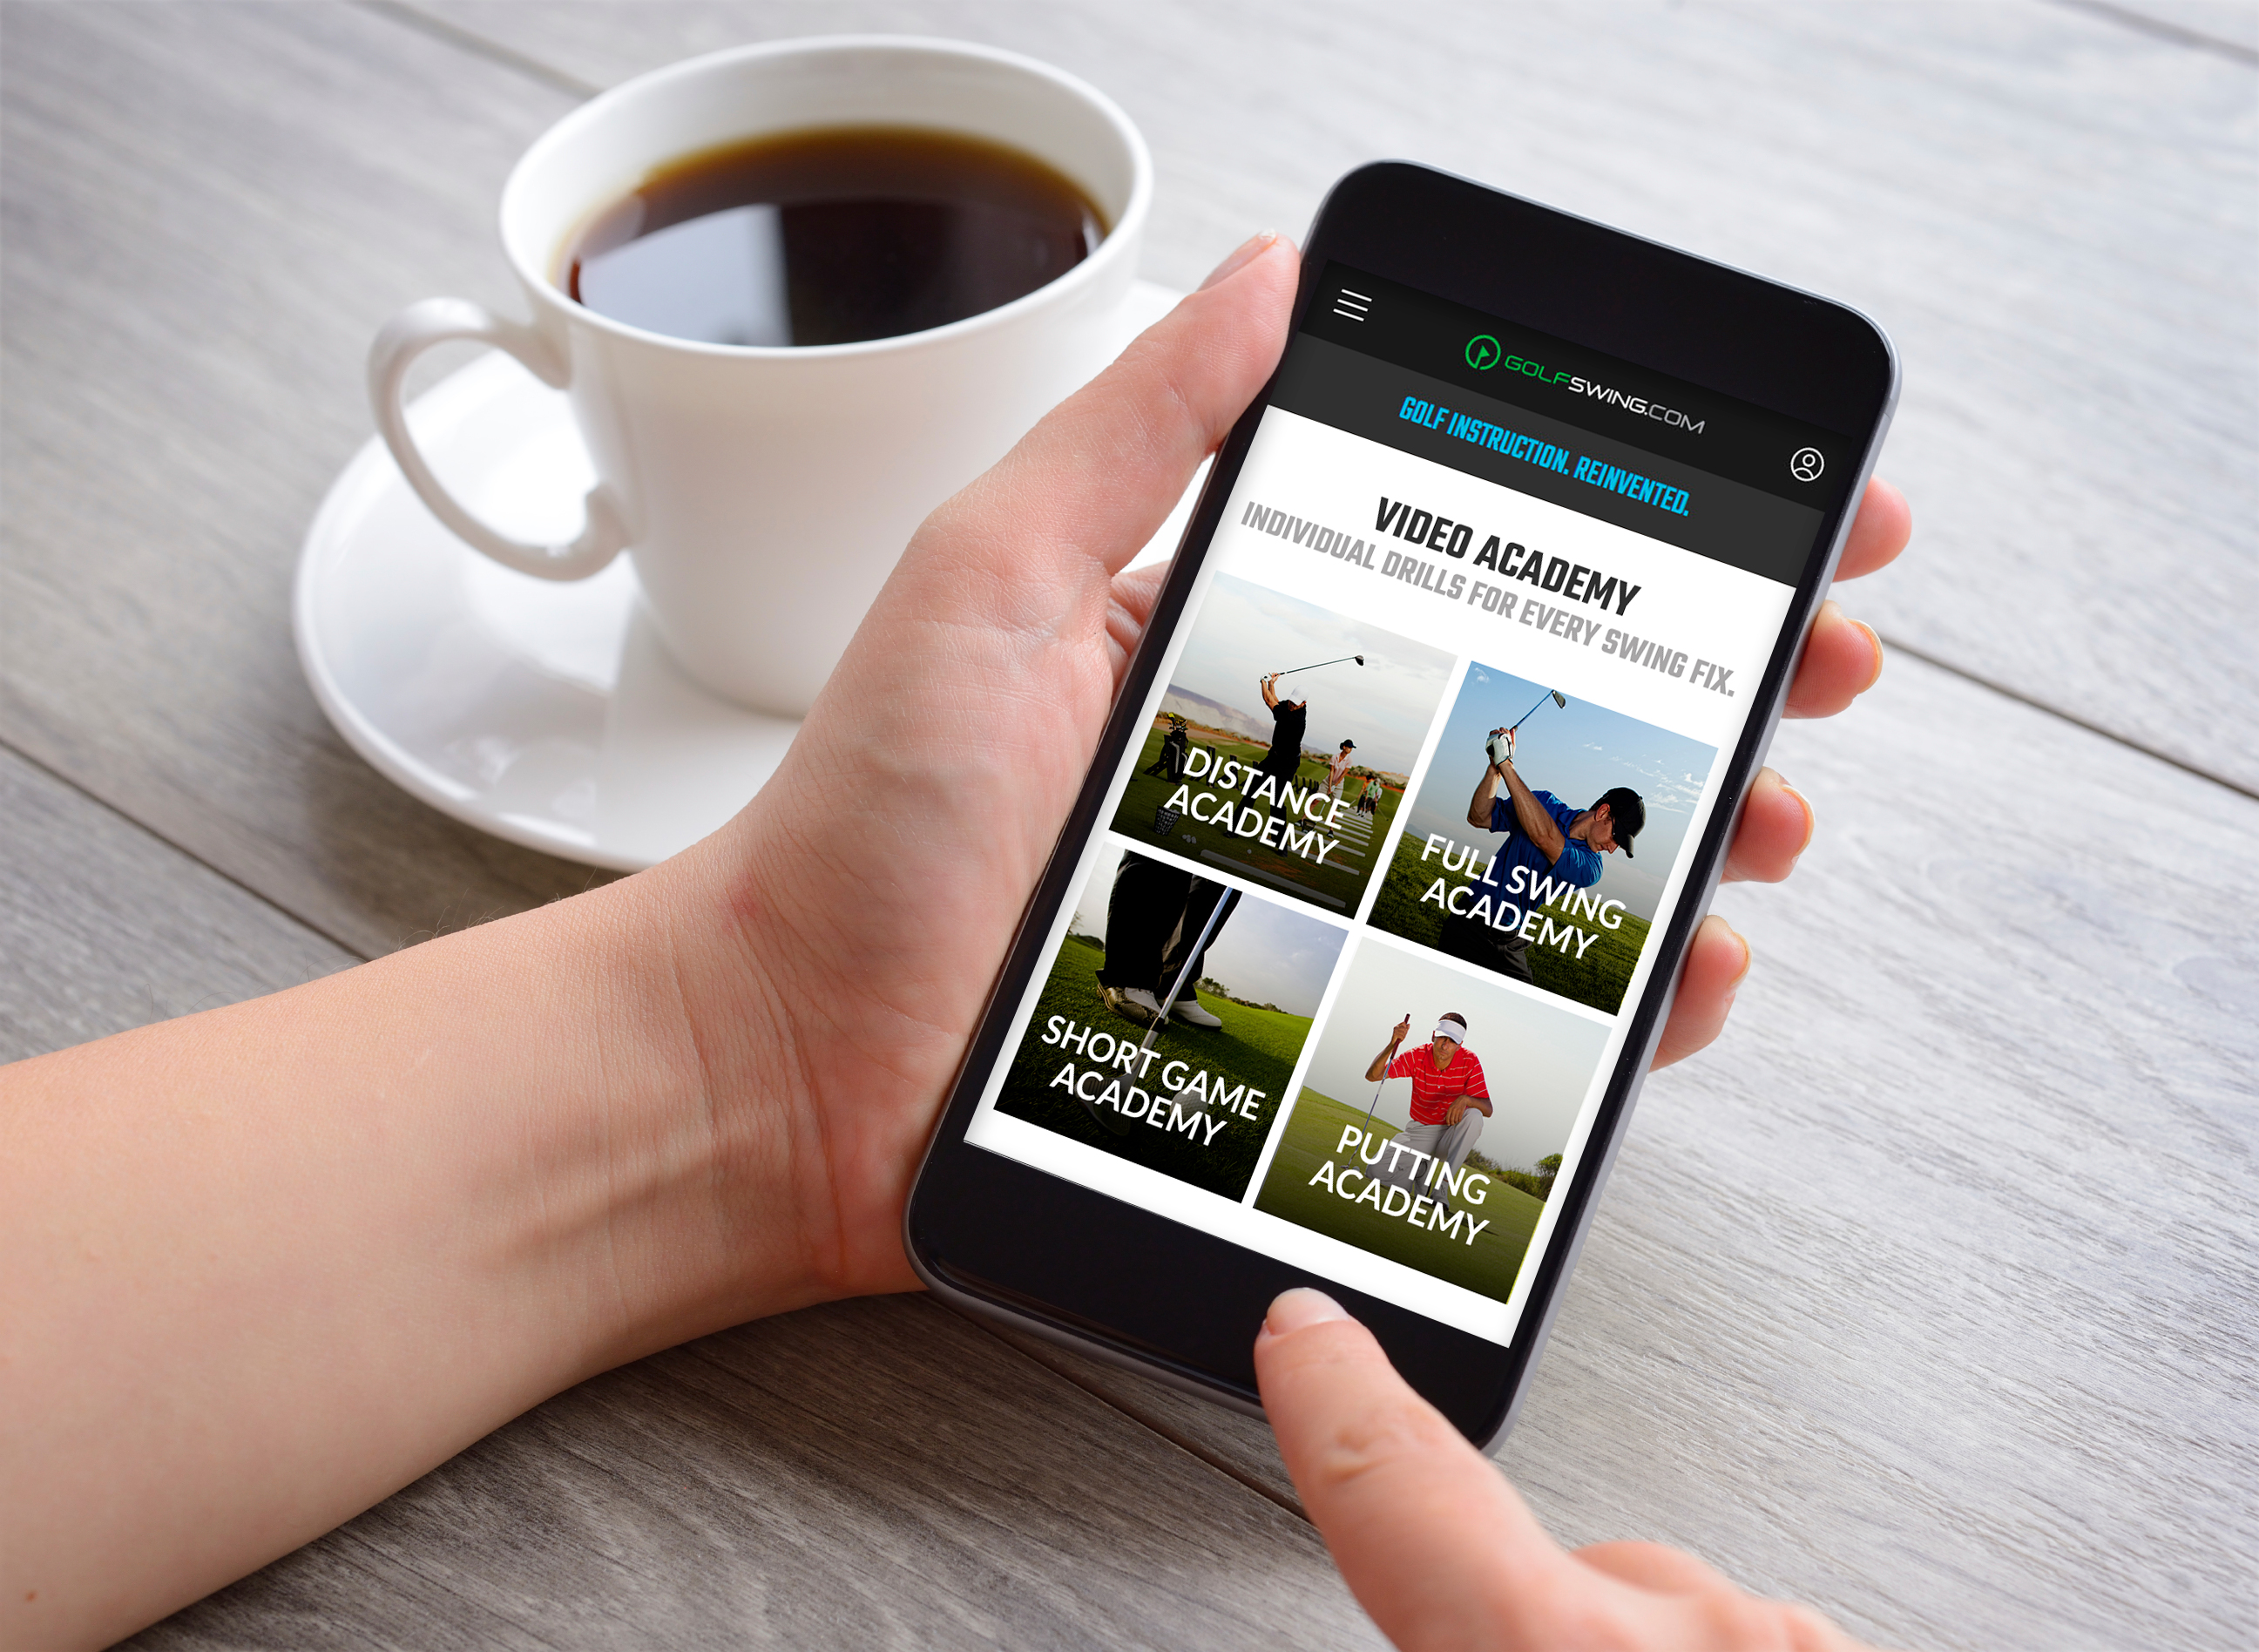 GOLFSWING.COM
GOLF INSTRUCTION. REINVENTED.
VIDEO ACADEMY
INDIVIDUAL DRILLS FOR EVERY SWING FIX.
DISTANCE
ACADEMY
FULL SWING
ACADEMY
SHORT GAME
ACADEMY
PUTTING
ACADEMY